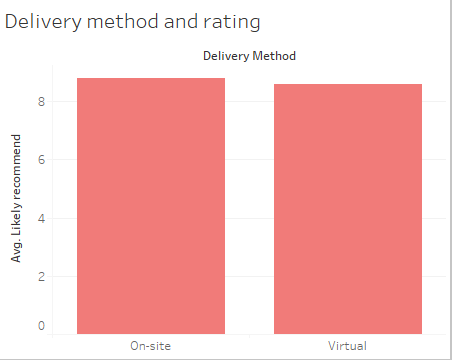 Delivery method and rating
Delivery Method
Avg. Likely recommend
8
6
4
2
0
On-site
Virtual